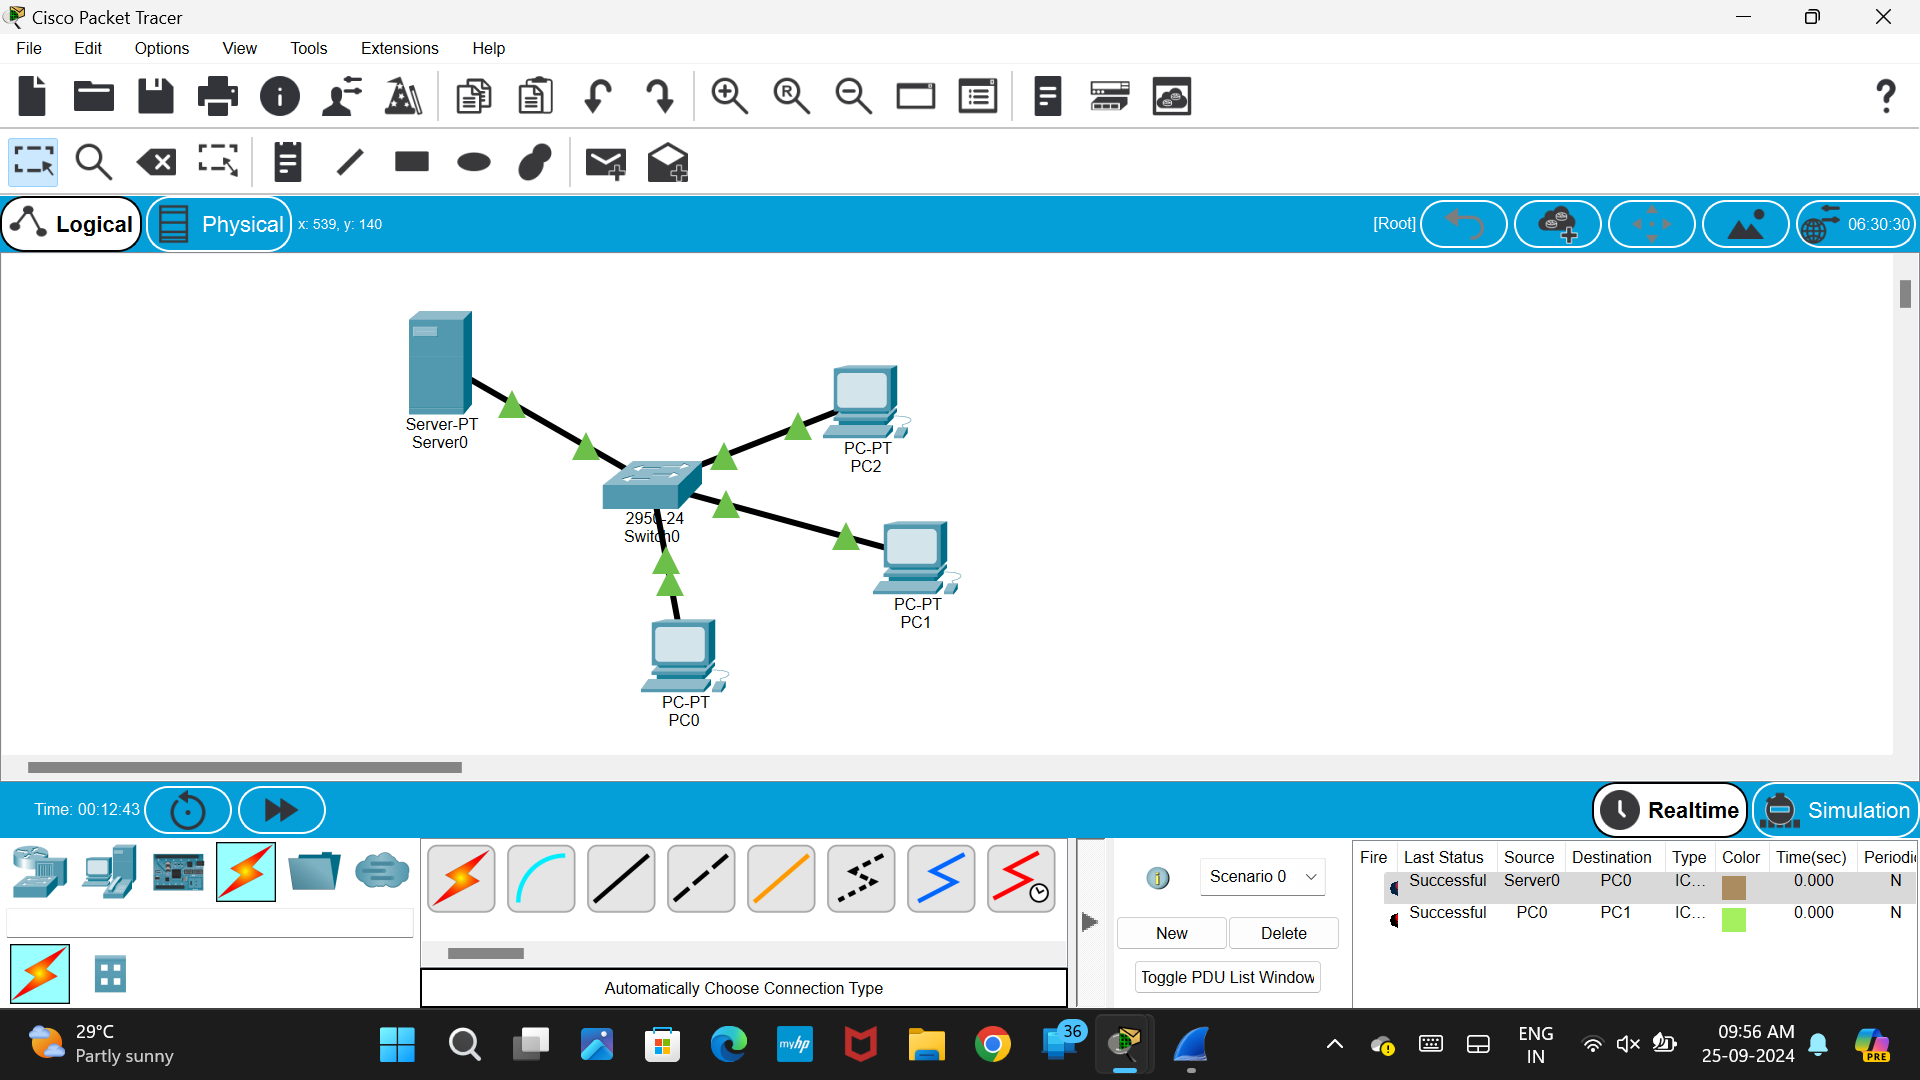 Cisco Packet Tracer
File Edit Options View Tools Extensions Help
Logical Physical x: 539, y: 140 [Root] 06:30:30
Server-PT
Server0
PC-PT
PC2
2950-24
Switch0
PC-PT
PC1
PC-PT
PC0
Time: 00:12:43 Realtime Simulation
Fire Last Status Source Destination Type Color Time(sec) Periodic
Successful Server0 PC0 IC... 0.000 N
Successful PC0 PC1 IC... 0.000 N
Scenario 0
New Delete
Toggle PDU List Window
Automatically Choose Connection Type
29°C
Partly sunny
myhp
36
ENG
IN
09:56 AM
25-09-2024
PRE